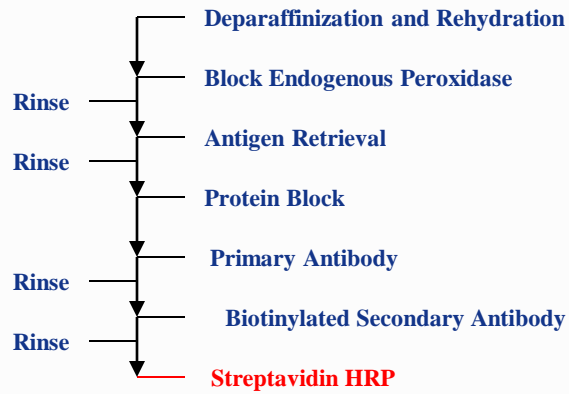 Deparaffinization and Rehydration
Block Endogenous Peroxidase
Rinse
Antigen Retrieval
Rinse
Protein Block
Primary Antibody
Rinse
Biotinylated Secondary Antibody
Rinse
Streptavidin HRP